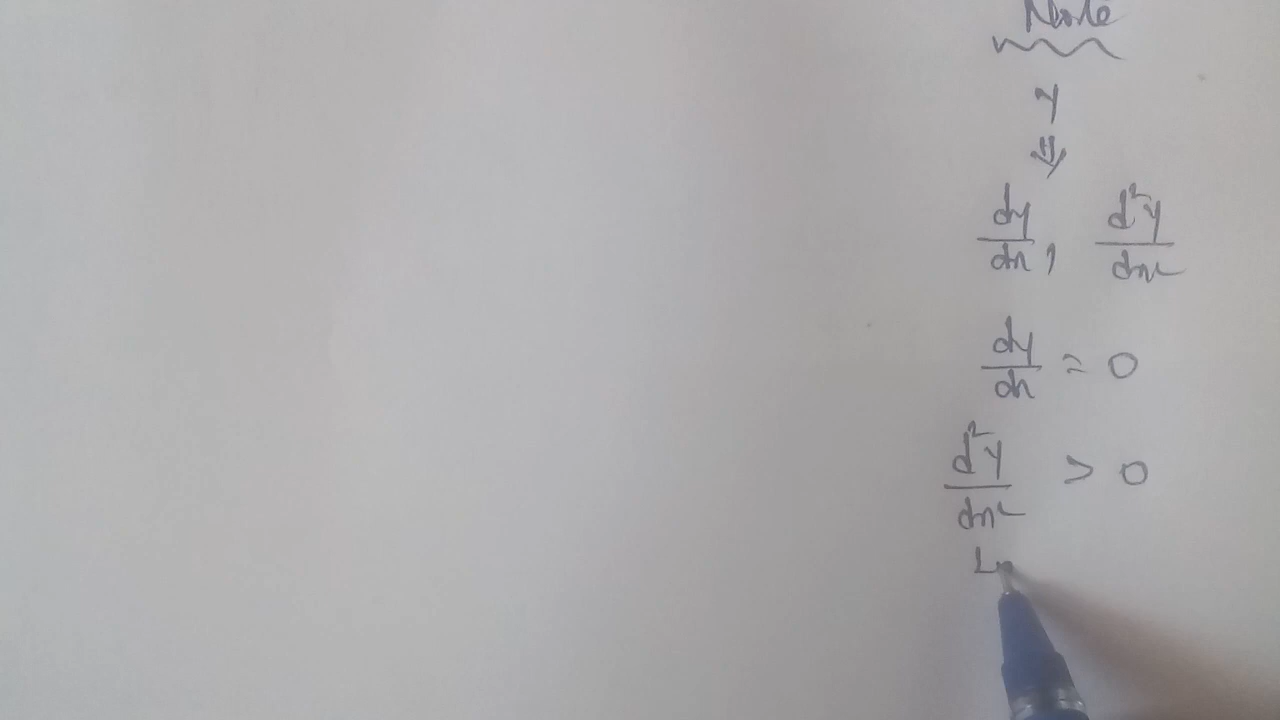 Note
y
⇓
dy/dx, d²y/dx²
dy/dx = 0
d²y/dx² > 0